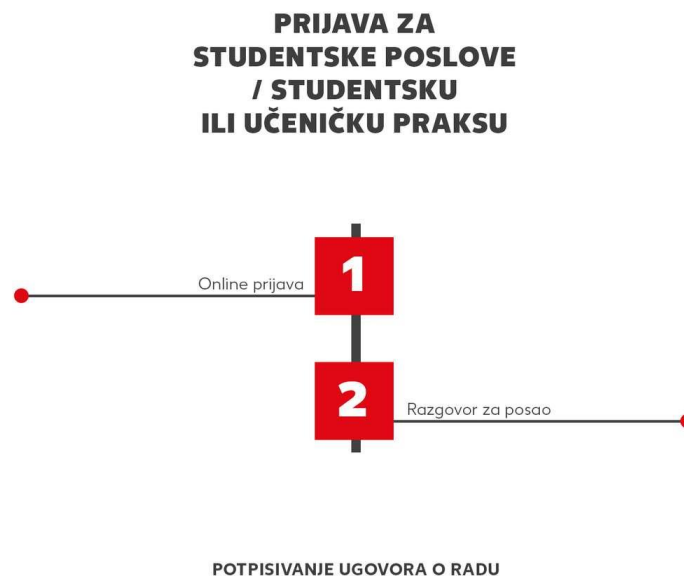 PRIJAVA ZA
STUDENTSKE POSLOVE
/ STUDENTSKU
ILI UČENIČKU PRAKSU
1
Online prijava
2
Razgovor za posao
POTPISIVANJE UGOVORA O RADU